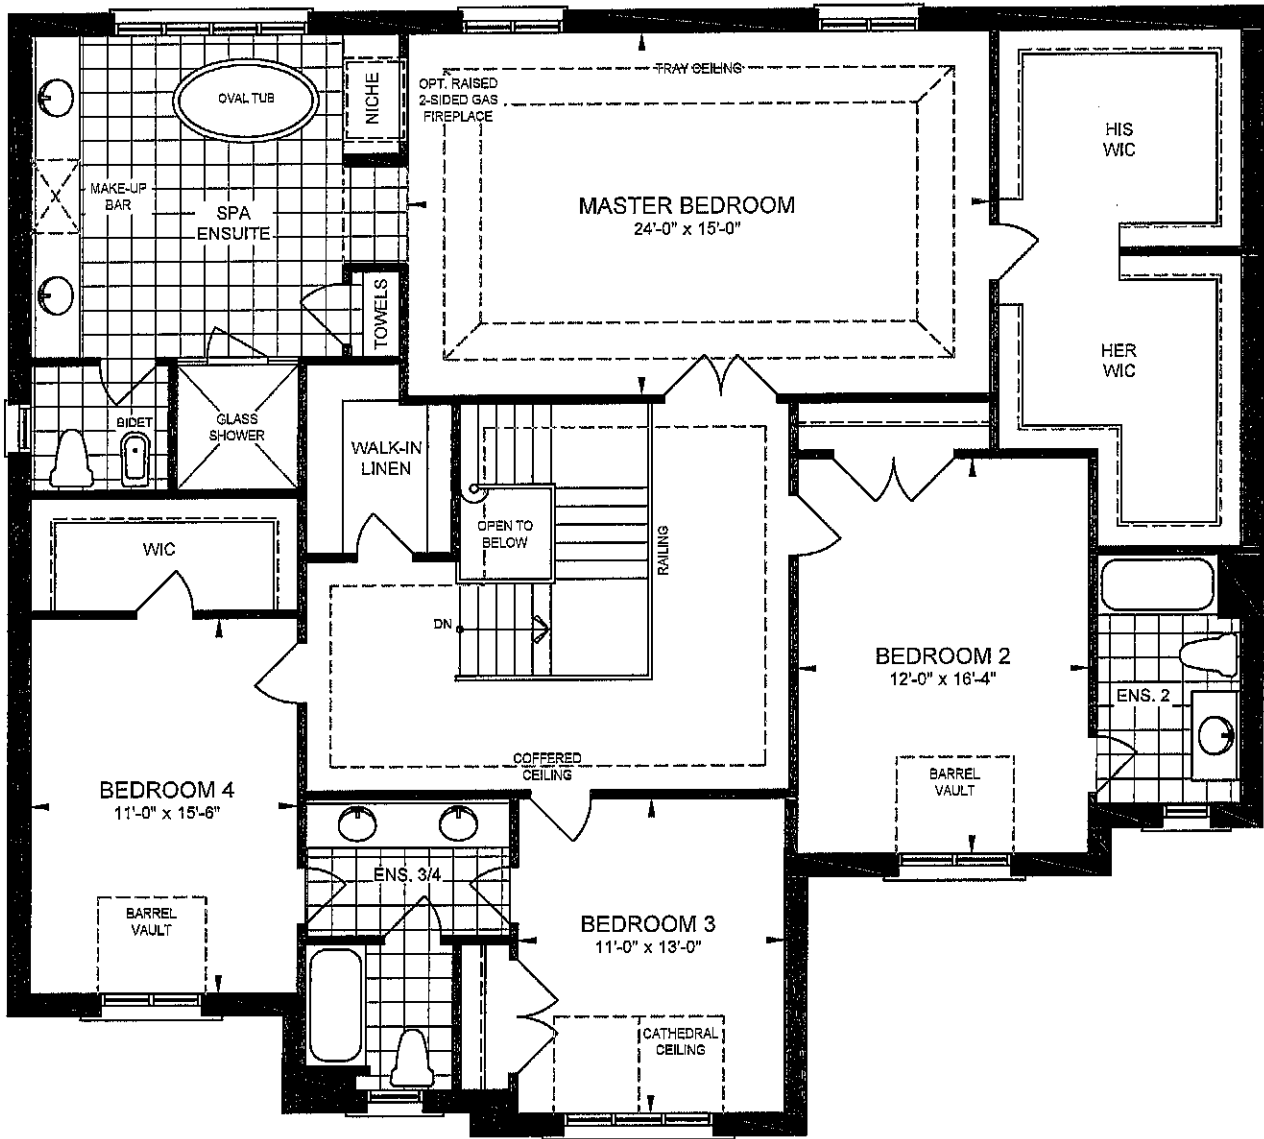 OVAL TUB
NICHE
OPT. RAISED
2-SIDED GAS
FIREPLACE
TRAY CEILING
HIS
WIC
MAKE-UP
BAR
SPA
ENSUITE
MASTER BEDROOM
24'-0" x 15'-0"
TOWELS
HER
WIC
BIDET
GLASS
SHOWER
WALK-IN
LINEN
OPEN TO
BELOW
RAILING
WIC
DN
BEDROOM 2
12'-0" x 16'-4"
ENS. 2
COFFERED
CEILING
BEDROOM 4
11'-0" x 15'-6"
BARREL
VAULT
ENS. 3/4
BARREL
VAULT
BEDROOM 3
11'-0" x 13'-0"
CATHEDRAL
CEILING